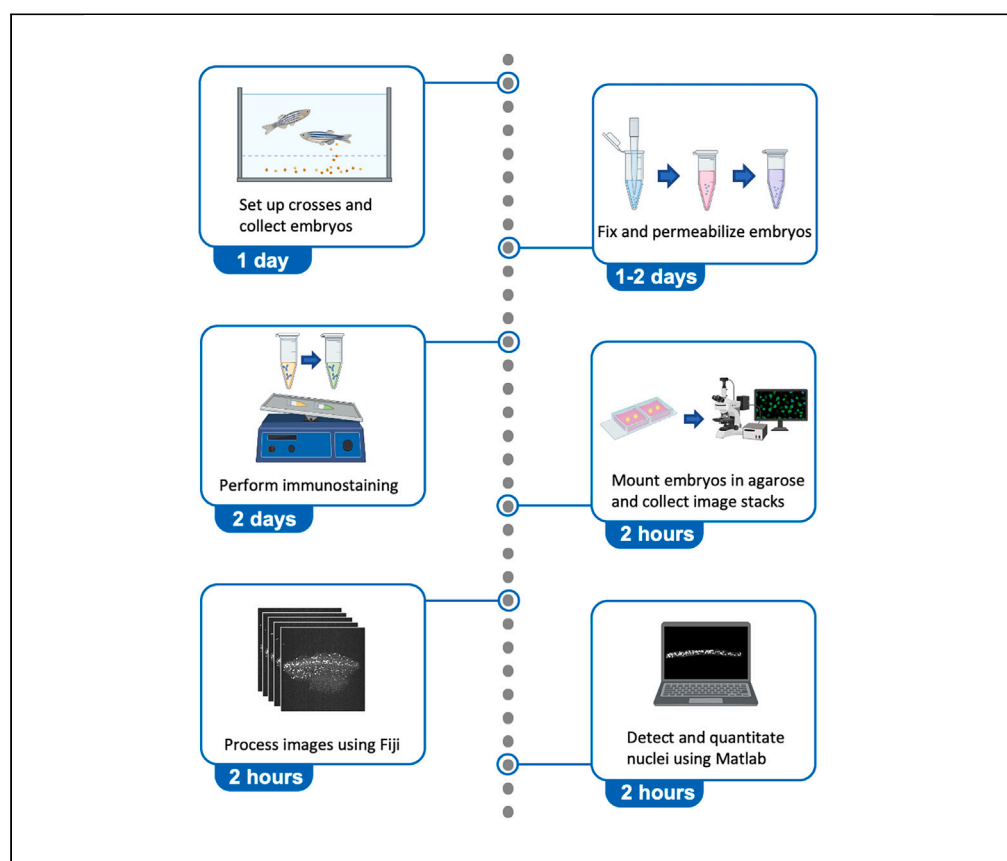 Set up crosses and
collect embryos
1 day
Fix and permeabilize embryos
1-2 days
Perform immunostaining
2 days
Mount embryos in agarose
and collect image stacks
2 hours
Process images using Fiji
2 hours
Detect and quantitate
nuclei using Matlab
2 hours